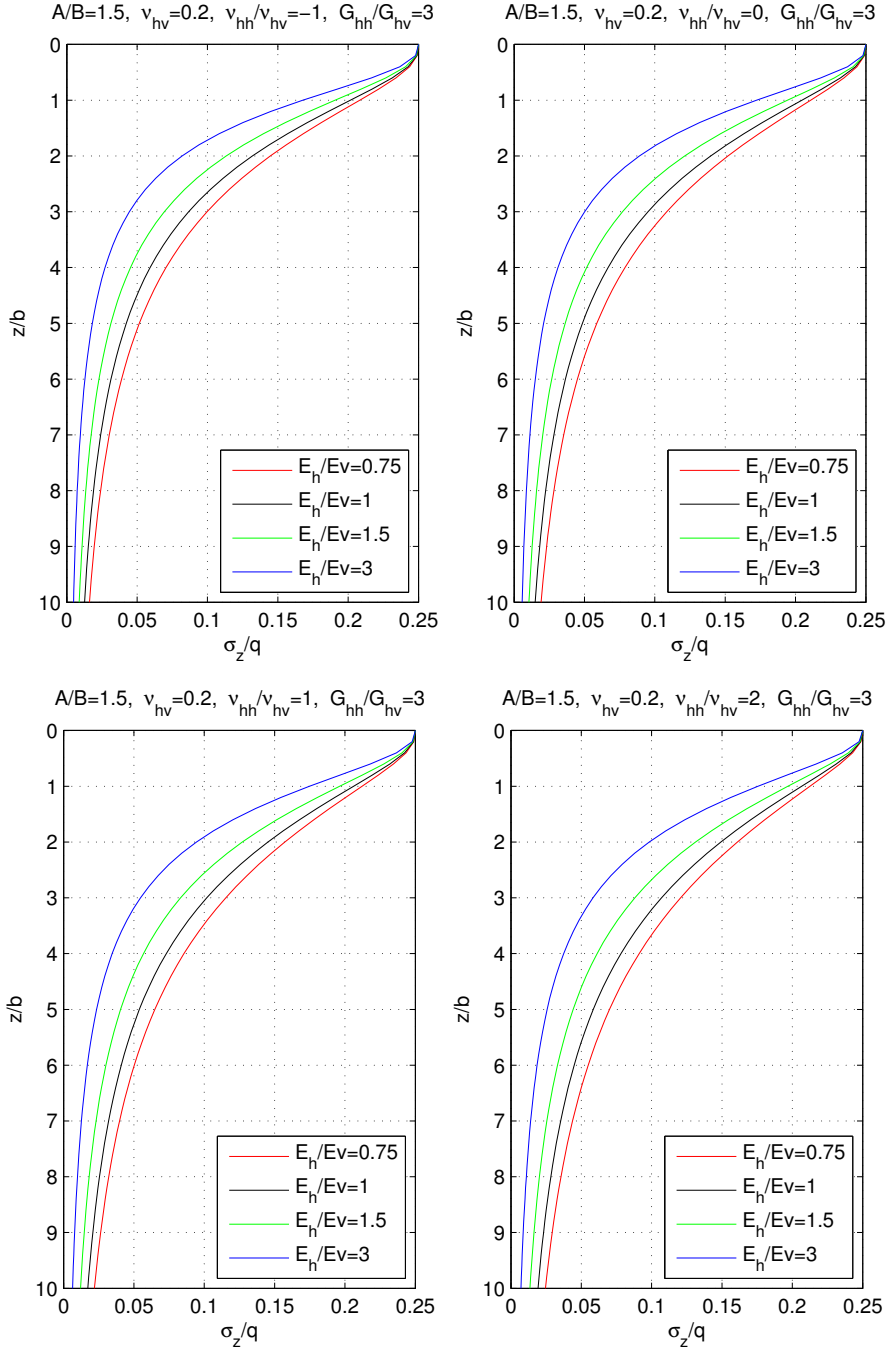 A/B=1.5, ν_hv=0.2, ν_hh/ν_hv=−1, G_hh/G_hv=3
0
1
2
3
4
5
6
7
8
9
10
z/b
0 0.05 0.1 0.15 0.2 0.25
σ_z/q
E_h/Ev=0.75
E_h/Ev=1
E_h/Ev=1.5
E_h/Ev=3
A/B=1.5, ν_hv=0.2, ν_hh/ν_hv=0, G_hh/G_hv=3
0
1
2
3
4
5
6
7
8
9
10
z/b
0 0.05 0.1 0.15 0.2 0.25
σ_z/q
E_h/Ev=0.75
E_h/Ev=1
E_h/Ev=1.5
E_h/Ev=3
A/B=1.5, ν_hv=0.2, ν_hh/ν_hv=1, G_hh/G_hv=3
0
1
2
3
4
5
6
7
8
9
10
z/b
0 0.05 0.1 0.15 0.2 0.25
σ_z/q
E_h/Ev=0.75
E_h/Ev=1
E_h/Ev=1.5
E_h/Ev=3
A/B=1.5, ν_hv=0.2, ν_hh/ν_hv=2, G_hh/G_hv=3
0
1
2
3
4
5
6
7
8
9
10
z/b
0 0.05 0.1 0.15 0.2 0.25
σ_z/q
E_h/Ev=0.75
E_h/Ev=1
E_h/Ev=1.5
E_h/Ev=3